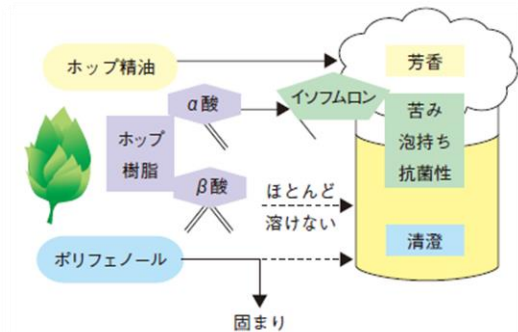 ホップ精油
芳香
α酸
イソフムロン
ホップ
樹脂
苦み
泡持ち
抗菌性
β酸
ほとんど
溶けない
清澄
ポリフェノール
固まり